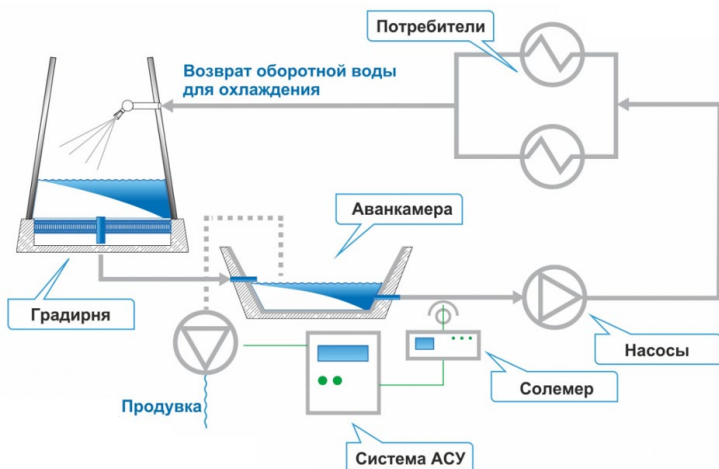 Потребители
Возврат оборотной воды
для охлаждения
Аванкамера
Градирня
Насосы
Солемер
Продувка
Система АСУ